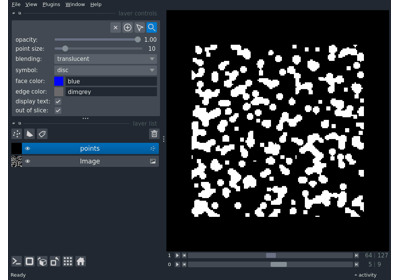 File View Plugins Window Help
layer controls
opacity: 1.00
point size: 10
blending: translucent
symbol: disc
face color: blue
edge color: dimgrey
display text:
out of slice:
layer list
points
Image
1 64 127
0 5 9
Ready activity